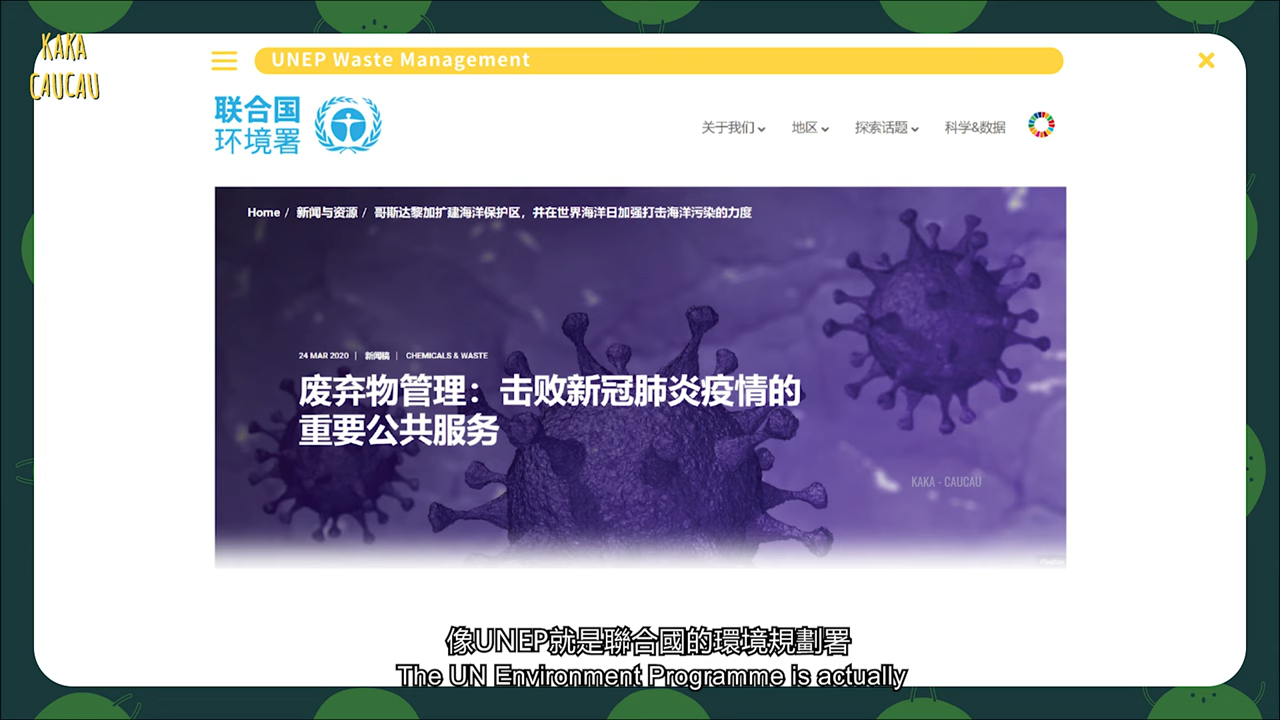 KAKA
CAUCAU
UNEP Waste Management
联合国
环境署
关于我们 地区 探索话题 科学&数据
Home / 新闻与资源 / 哥斯达黎加扩建海洋保护区，并在世界海洋日加强打击海洋污染的力度
24 MAR 2020 | 新闻稿 | CHEMICALS & WASTE
废弃物管理：击败新冠肺炎疫情的
重要公共服务
KAKA - CAUCAU
像UNEP就是聯合國的環境規劃署
The UN Environment Programme is actually